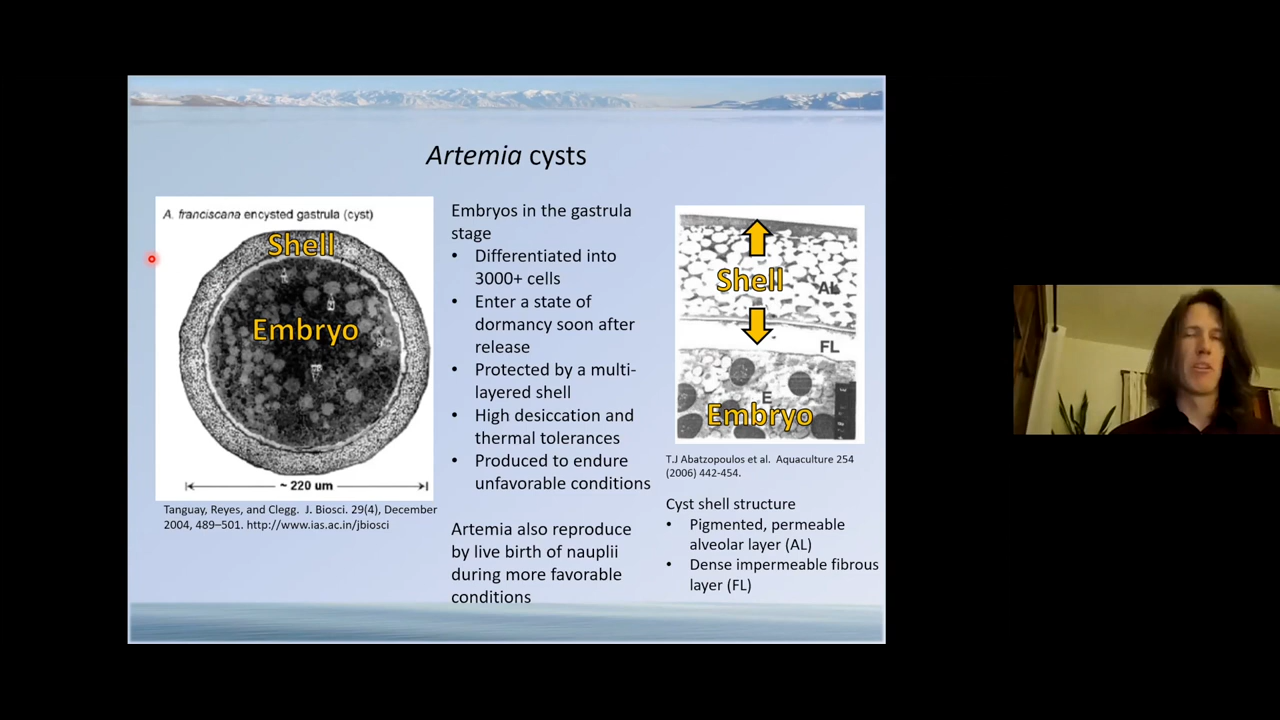 Artemia cysts
A. franciscana encysted gastrula (cyst)
Shell
Embryo
~ 220 um
Tanguay, Reyes, and Clegg. J. Biosci. 29(4), December
2004, 489–501. http://www.ias.ac.in/jbiosci
Embryos in the gastrula
stage
• Differentiated into
3000+ cells
• Enter a state of
dormancy soon after
release
• Protected by a multi-
layered shell
• High desiccation and
thermal tolerances
• Produced to endure
unfavorable conditions
Artemia also reproduce
by live birth of nauplii
during more favorable
conditions
Shell
AL
FL
E
Embryo
T.J Abatzopoulos et al. Aquaculture 254
(2006) 442-454.
Cyst shell structure
• Pigmented, permeable
alveolar layer (AL)
• Dense impermeable fibrous
layer (FL)